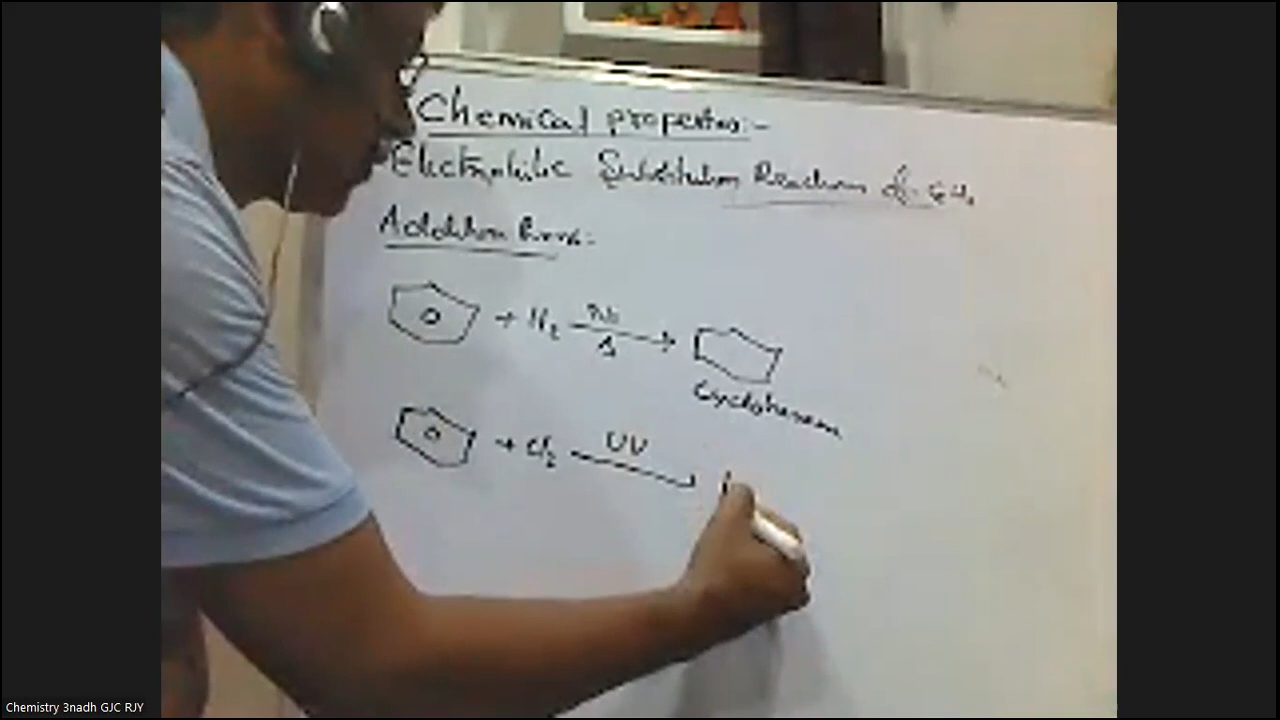 Chemical properties:-
Electrophilic Substitution Reactions of C6H6
Addition Rxns:-
+ H2 Ni Δ
Cyclohexane
+ Cl2 UV
Chemistry 3nadh GJC RJY